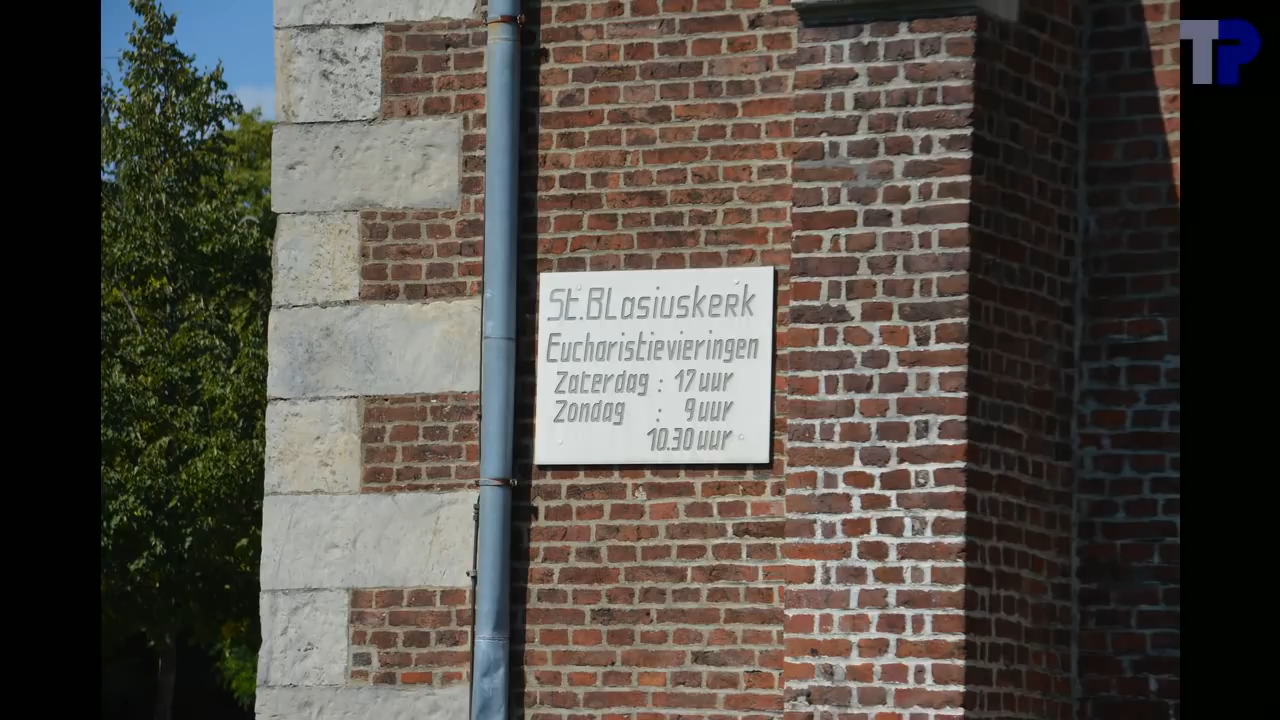 TP
St.BLasiuskerk
Eucharistievieringen
Zaterdag : 17 uur
Zondag : 9 uur
10.30 uur